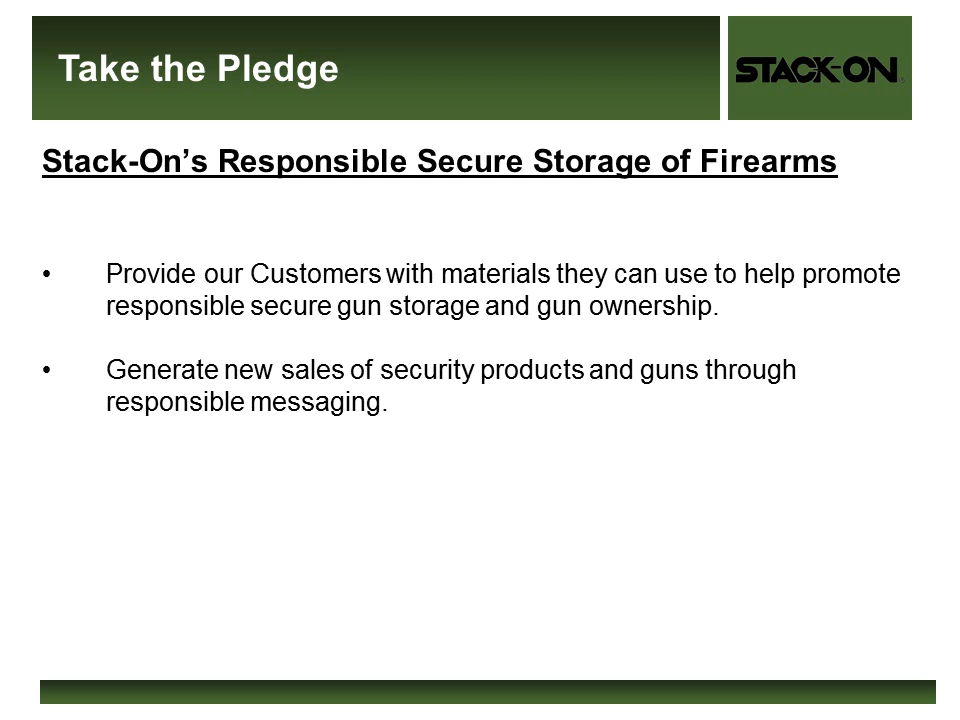 Take the Pledge
STACK-ON
Stack-On’s Responsible Secure Storage of Firearms
• Provide our Customers with materials they can use to help promote
responsible secure gun storage and gun ownership.
• Generate new sales of security products and guns through
responsible messaging.